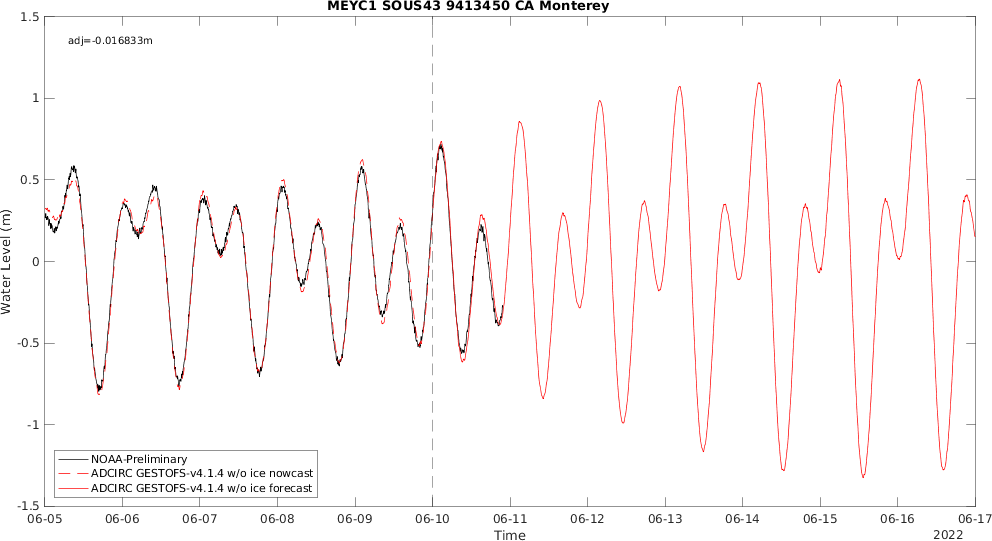 MEYC1 SOUS43 9413450 CA Monterey
adj=-0.016833m
1.5
1
0.5
0
-0.5
-1
-1.5
Water Level (m)
NOAA-Preliminary
ADCIRC GESTOFS-v4.1.4 w/o ice nowcast
ADCIRC GESTOFS-v4.1.4 w/o ice forecast
06-05 06-06 06-07 06-08 06-09 06-10 06-11 06-12 06-13 06-14 06-15 06-16 06-17
Time
2022